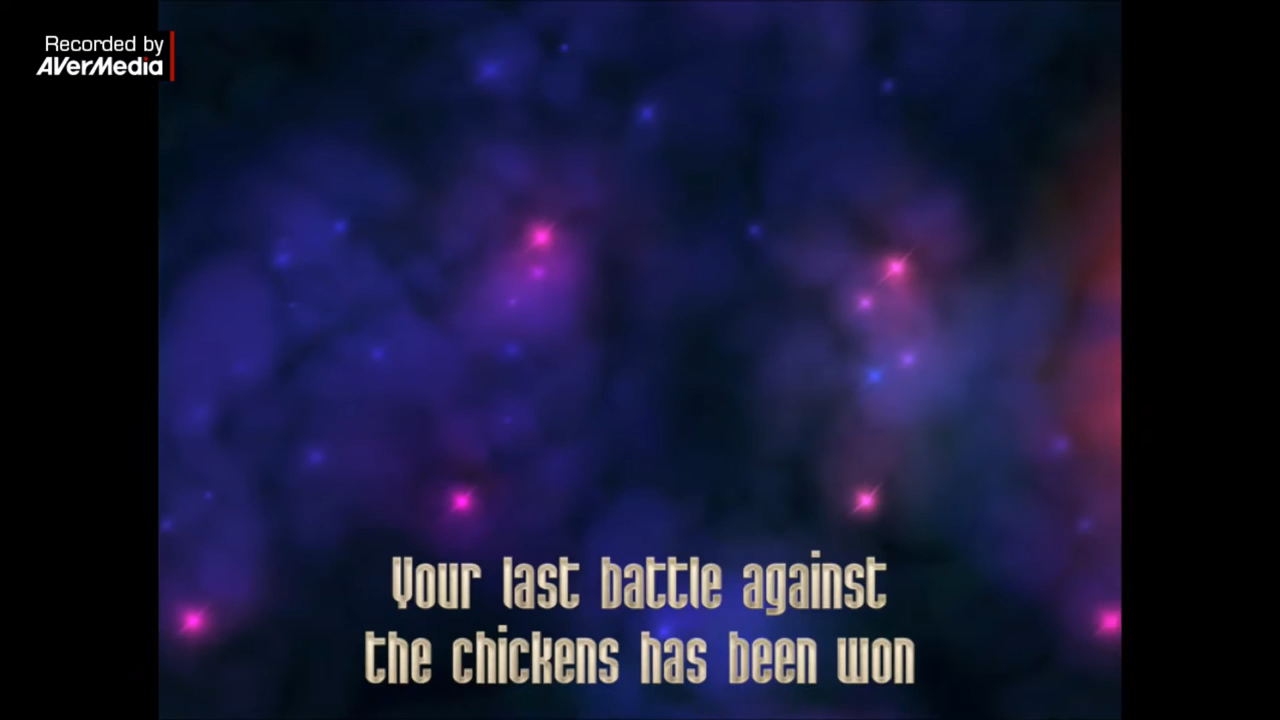 Recorded by
AVerMedia
Your last battle against
the chickens has been won